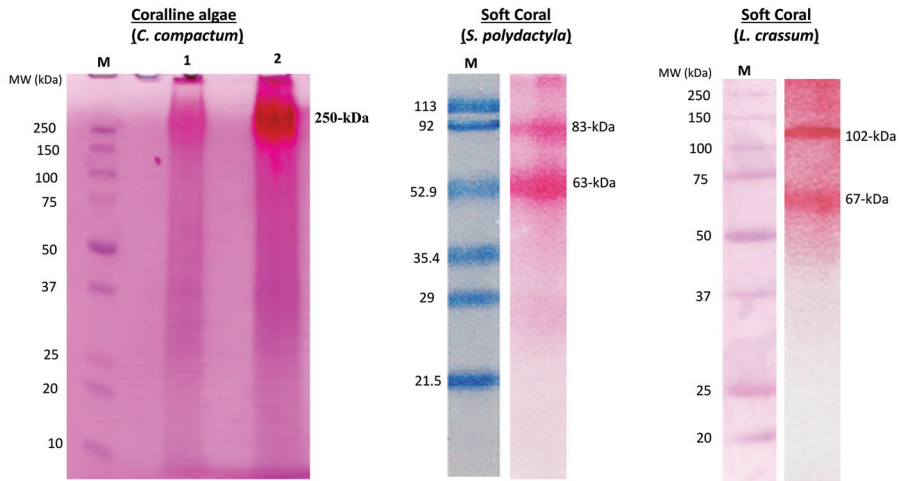 Coralline algae
(C. compactum)
MW (kDa)
M
1
2
250
150
100
75
50
37
25
20
10
250-kDa
Soft Coral
(S. polydactyla)
M
113
92
52.9
35.4
29
21.5
83-kDa
63-kDa
Soft Coral
(L. crassum)
MW (kDa)
M
250
150
100
75
50
37
25
20
102-kDa
67-kDa